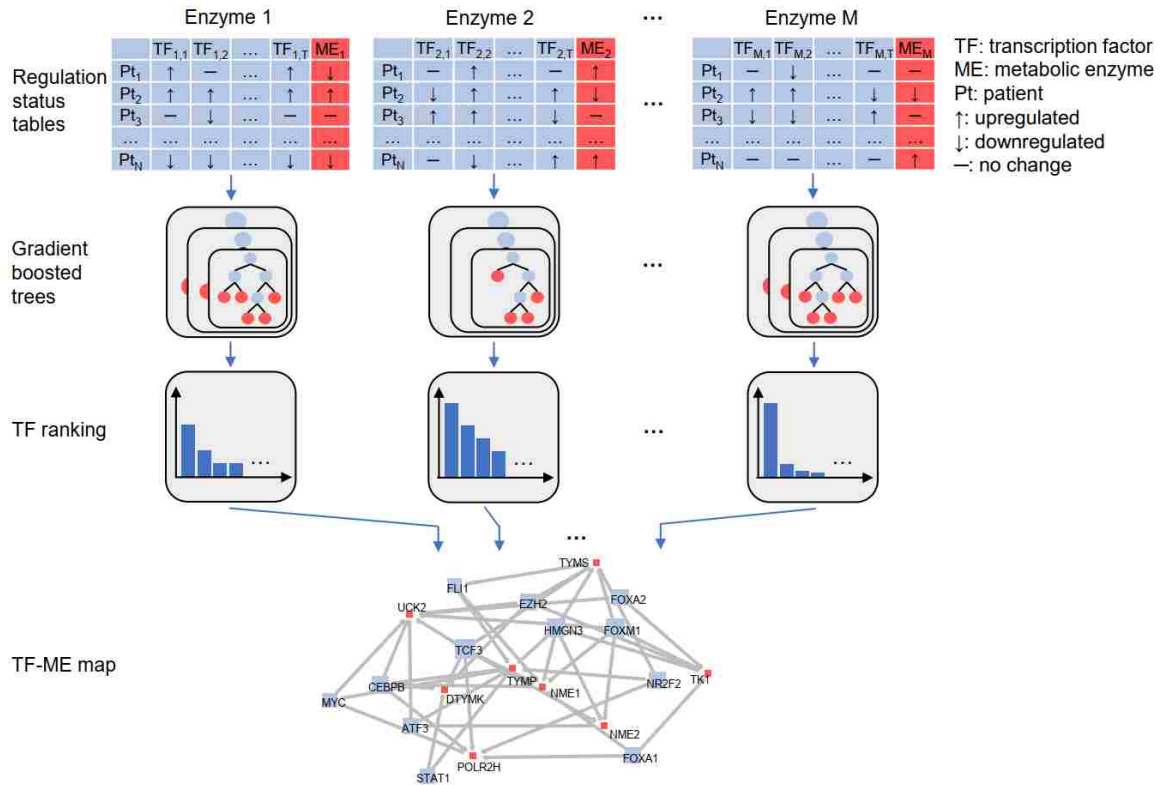 Enzyme 1 Enzyme 2 ... Enzyme M
TF1,1 TF1,2 ... TF1,T ME1
Pt1 ↑ – ... ↑ ↓
Pt2 ↑ ↑ ... ↑ ↑
Pt3 – ↓ ... – –
... ... ... ... ... ...
PtN ↓ ↓ ... ↓ ↓
TF2,1 TF2,2 ... TF2,T ME2
Pt1 – ↑ ... – ↑
Pt2 ↓ ↑ ... ↑ ↓
Pt3 ↑ ↑ ... ↓ –
... ... ... ... ... ...
PtN – ↓ ... ↑ ↑
...
TFM,1 TFM,2 ... TFM,T MEM
Pt1 – ↓ ... – –
Pt2 ↑ ↑ ... ↓ ↓
Pt3 ↓ ↓ ... ↑ –
... ... ... ... ... ...
PtN – – ... – ↑
TF: transcription factor
ME: metabolic enzyme
Pt: patient
↑: upregulated
↓: downregulated
–: no change
Regulation
status
tables
Gradient
boosted
trees
...
TF ranking
... ... ... ...
...
TF-ME map
TYMS
FLI1
EZH2
FOXA2
UCK2
HMGN3
FOXM1
TCF3
TYMP
NR2F2
TK1
CEBPB
DTYMK
NME1
MYC
ATF3
NME2
FOXA1
POLR2H
STAT1